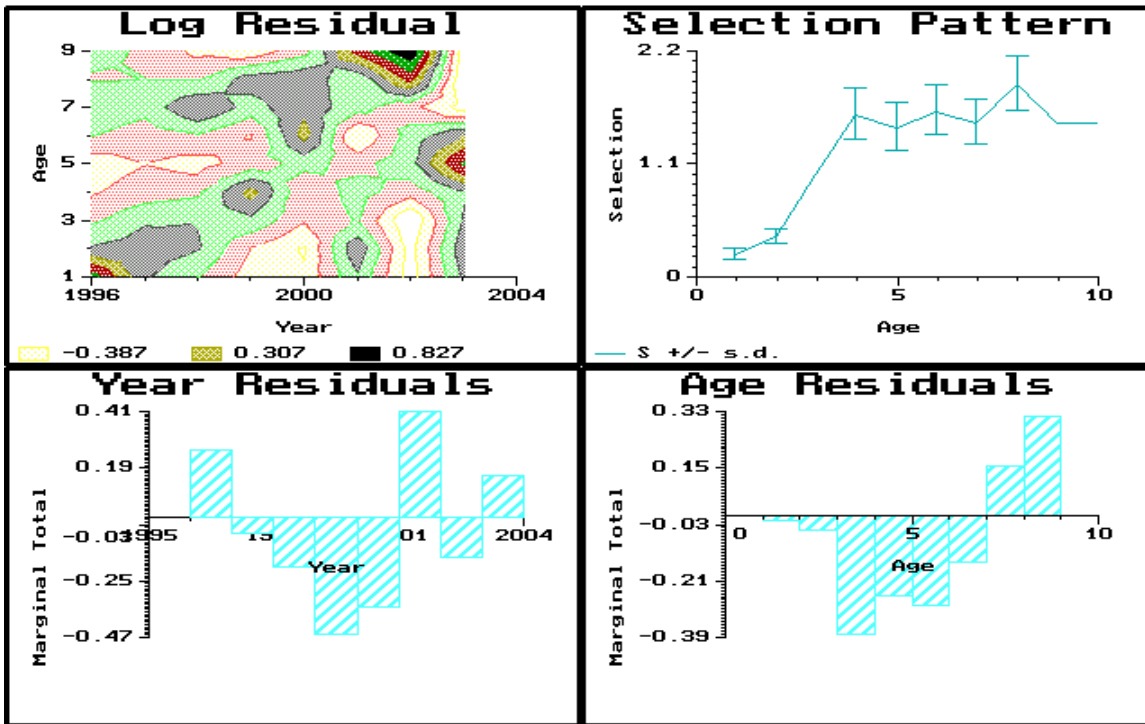 Log Residual
9
7
5
3
1
Age
1996
2000
2004
Year
-0.387
0.307
0.827
Selection Pattern
2.2
1.1
0
Selection
0
5
10
Age
S +/- s.d.
Year Residuals
0.41
0.19
-0.03
-0.25
-0.47
Marginal Total
1995
2004
Year
Age Residuals
0.33
0.15
-0.03
-0.21
-0.39
Marginal Total
0
5
10
Age